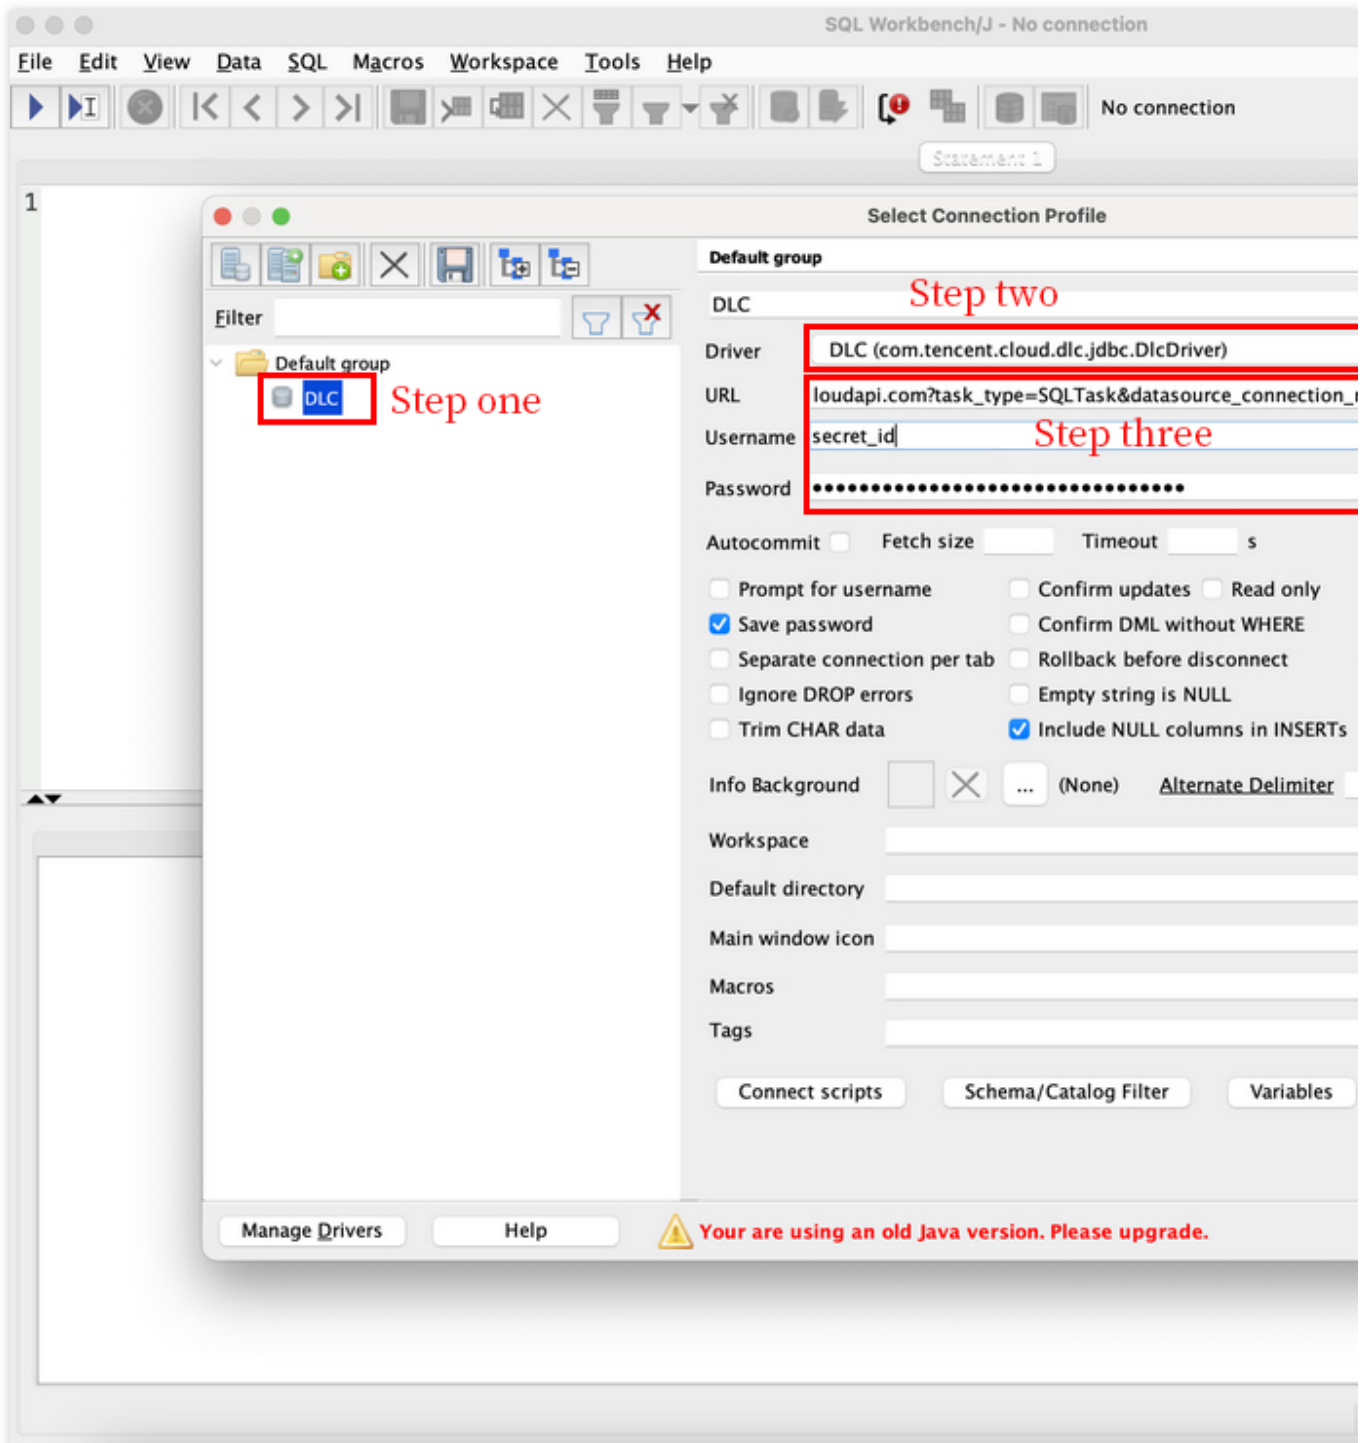 SQL Workbench/J - No connection
File Edit View Data SQL Macros Workspace Tools Help
No connection
Statement 1
1
Select Connection Profile
Default group
Filter
DLC
Step two
Default group
Driver DLC (com.tencent.cloud.dlc.jdbc.DlcDriver)
DLC
Step one
URL loudapi.com?task_type=SQLTask&datasource_connection_
Username secret_id
Step three
Password ••••••••••••••••••••••••••••••••
Autocommit Fetch size Timeout s
Prompt for username Confirm updates Read only
Save password Confirm DML without WHERE
Separate connection per tab Rollback before disconnect
Ignore DROP errors Empty string is NULL
Trim CHAR data Include NULL columns in INSERTs
Info Background ... (None) Alternate Delimiter
Workspace
Default directory
Main window icon
Macros
Tags
Connect scripts Schema/Catalog Filter Variables
Manage Drivers Help Your are using an old Java version. Please upgrade.